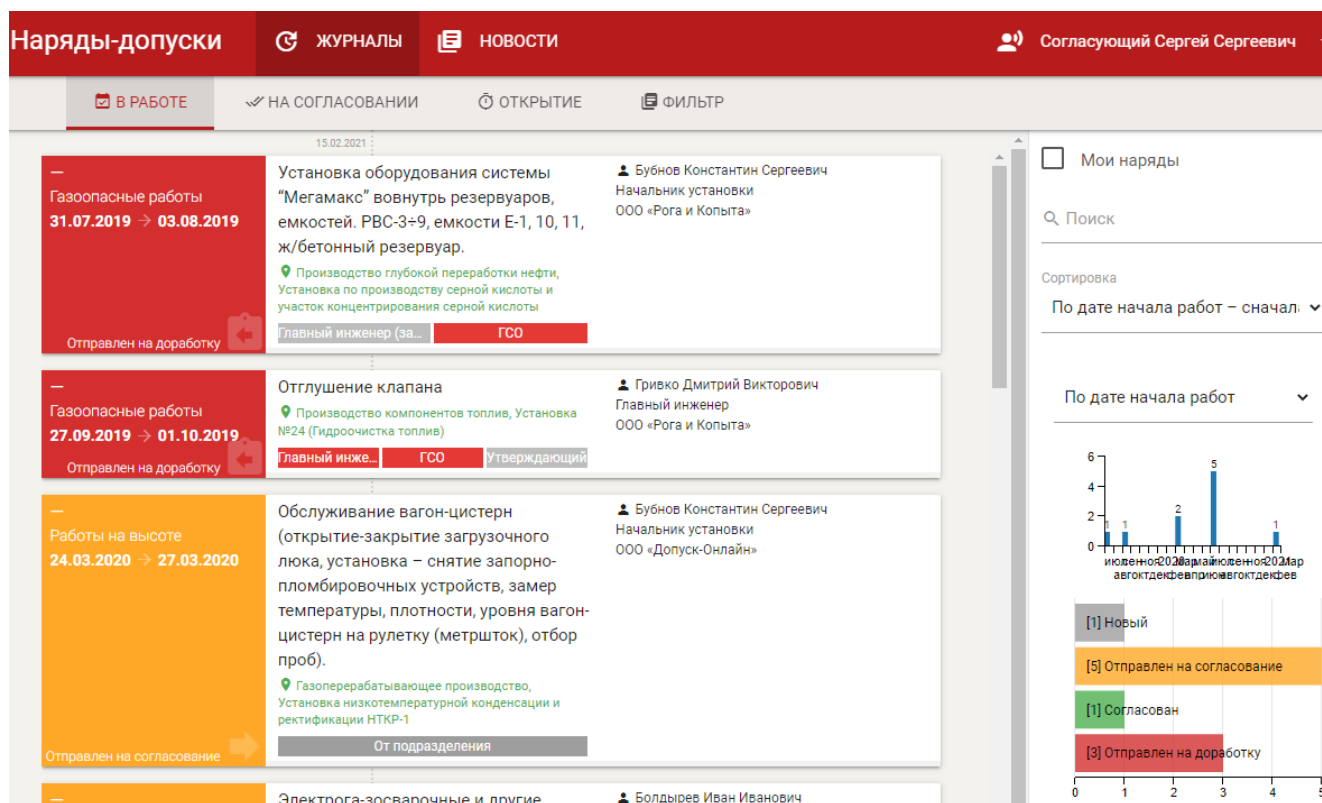 Наряды-допуски
ЖУРНАЛЫ
НОВОСТИ
Согласующий Сергей Сергеевич
В РАБОТЕ
НА СОГЛАСОВАНИИ
ОТКРЫТИЕ
ФИЛЬТР
15.02.2021
Газоопасные работы
31.07.2019 → 03.08.2019
Отправлен на доработку
Установка оборудования системы
“Мегамакс” вовнутрь резервуаров,
емкостей. РВС-3÷9, емкости Е-1, 10, 11,
ж/бетонный резервуар.
Производство глубокой переработки нефти,
Установка по производству серной кислоты и
участок концентрирования серной кислоты
Главный инженер (за...
ГСО
Бубнов Константин Сергеевич
Начальник установки
ООО «Рога и Копыта»
Газоопасные работы
27.09.2019 → 01.10.2019
Отправлен на доработку
Отглушение клапана
Производство компонентов топлив, Установка
№24 (Гидроочистка топлив)
Главный инже...
ГСО
Утверждающий
Гривко Дмитрий Викторович
Главный инженер
ООО «Рога и Копыта»
Работы на высоте
24.03.2020 → 27.03.2020
Отправлен на согласование
Обслуживание вагон-цистерн
(открытие-закрытие загрузочного
люка, установка – снятие запорно-
пломбировочных устройств, замер
температуры, плотности, уровня вагон-
цистерн на рулетку (метршток), отбор
проб).
Газоперерабатывающее производство,
Установка низкотемпературной конденсации и
ректификации НТКР-1
От подразделения
Бубнов Константин Сергеевич
Начальник установки
ООО «Допуск-Онлайн»
Электрога-зосварочные и другие
Болдырев Иван Иванович
Мои наряды
Поиск
Сортировка
По дате начала работ – сначала
По дате начала работ
6
4
2
0
1 1 2 5 1
[1] Новый
[5] Отправлен на согласование
[1] Согласован
[3] Отправлен на доработку
0 1 2 3 4 5